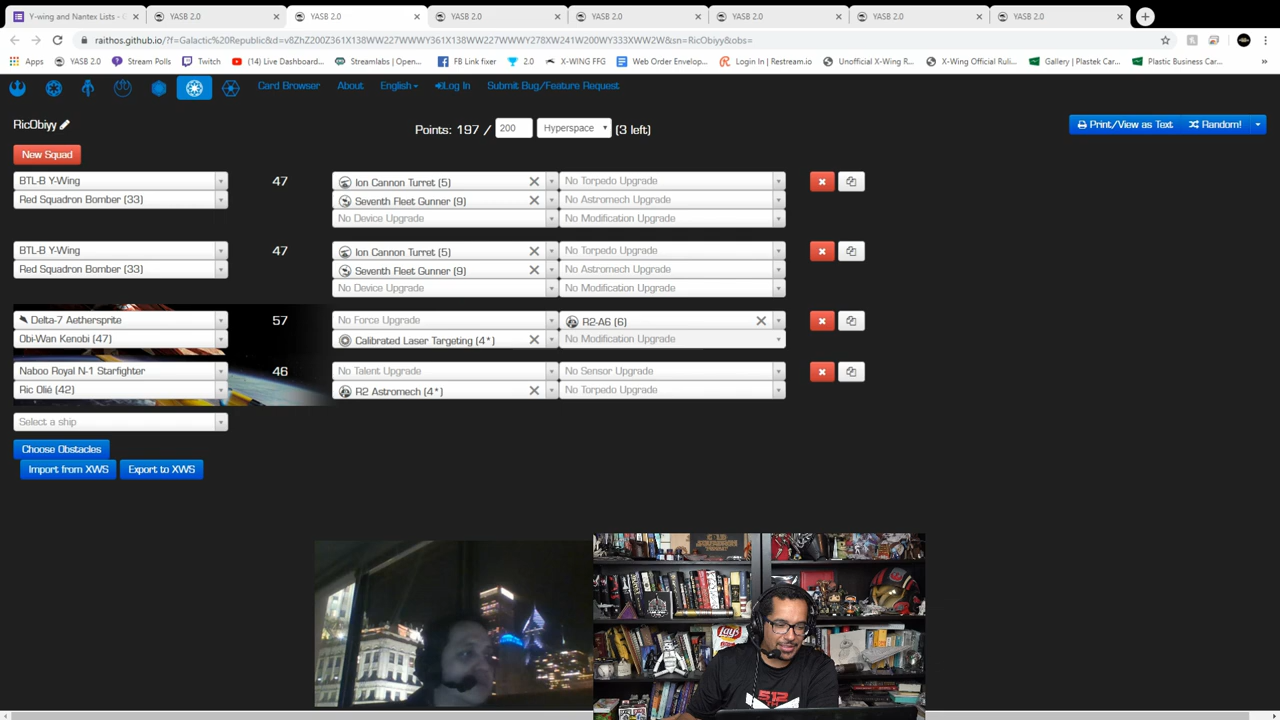 Y-wing and Nantex Lists - G
YASB 2.0
YASB 2.0
YASB 2.0
YASB 2.0
YASB 2.0
YASB 2.0
YASB 2.0
raithos.github.io/?f=Galactic%20Republic&d=v8ZhZ200Z361X138WW227WWWY361X138WW227WWWY278XW241W200WY333XWW2W&sn=RicObiyy&obs=
Apps YASB 2.0 Stream Polls Twitch (14) Live Dashboard... Streamlabs | Open... FB Link fixer 2.0 X-WING FFG Web Order Envelop... Login In | Restream.io Unofficial X-Wing R... X-Wing Official Ruli... Gallery | Plastek Car... Plastic Business Car...
Card Browser About English Log In Submit Bug/Feature Request
RicObiyy
Points: 197 / 200 Hyperspace (3 left)
Print/View as Text Random!
New Squad
BTL-B Y-Wing 47 Ion Cannon Turret (5) No Torpedo Upgrade
Red Squadron Bomber (33) Seventh Fleet Gunner (9) No Astromech Upgrade
No Device Upgrade No Modification Upgrade
BTL-B Y-Wing 47 Ion Cannon Turret (5) No Torpedo Upgrade
Red Squadron Bomber (33) Seventh Fleet Gunner (9) No Astromech Upgrade
No Device Upgrade No Modification Upgrade
Delta-7 Aethersprite 57 No Force Upgrade R2-A6 (6)
Obi-Wan Kenobi (47) Calibrated Laser Targeting (4*) No Modification Upgrade
Naboo Royal N-1 Starfighter 46 No Talent Upgrade No Sensor Upgrade
Ric Olié (42) R2 Astromech (4*) No Torpedo Upgrade
Select a ship
Choose Obstacles
Import from XWS Export to XWS
Lay's
512